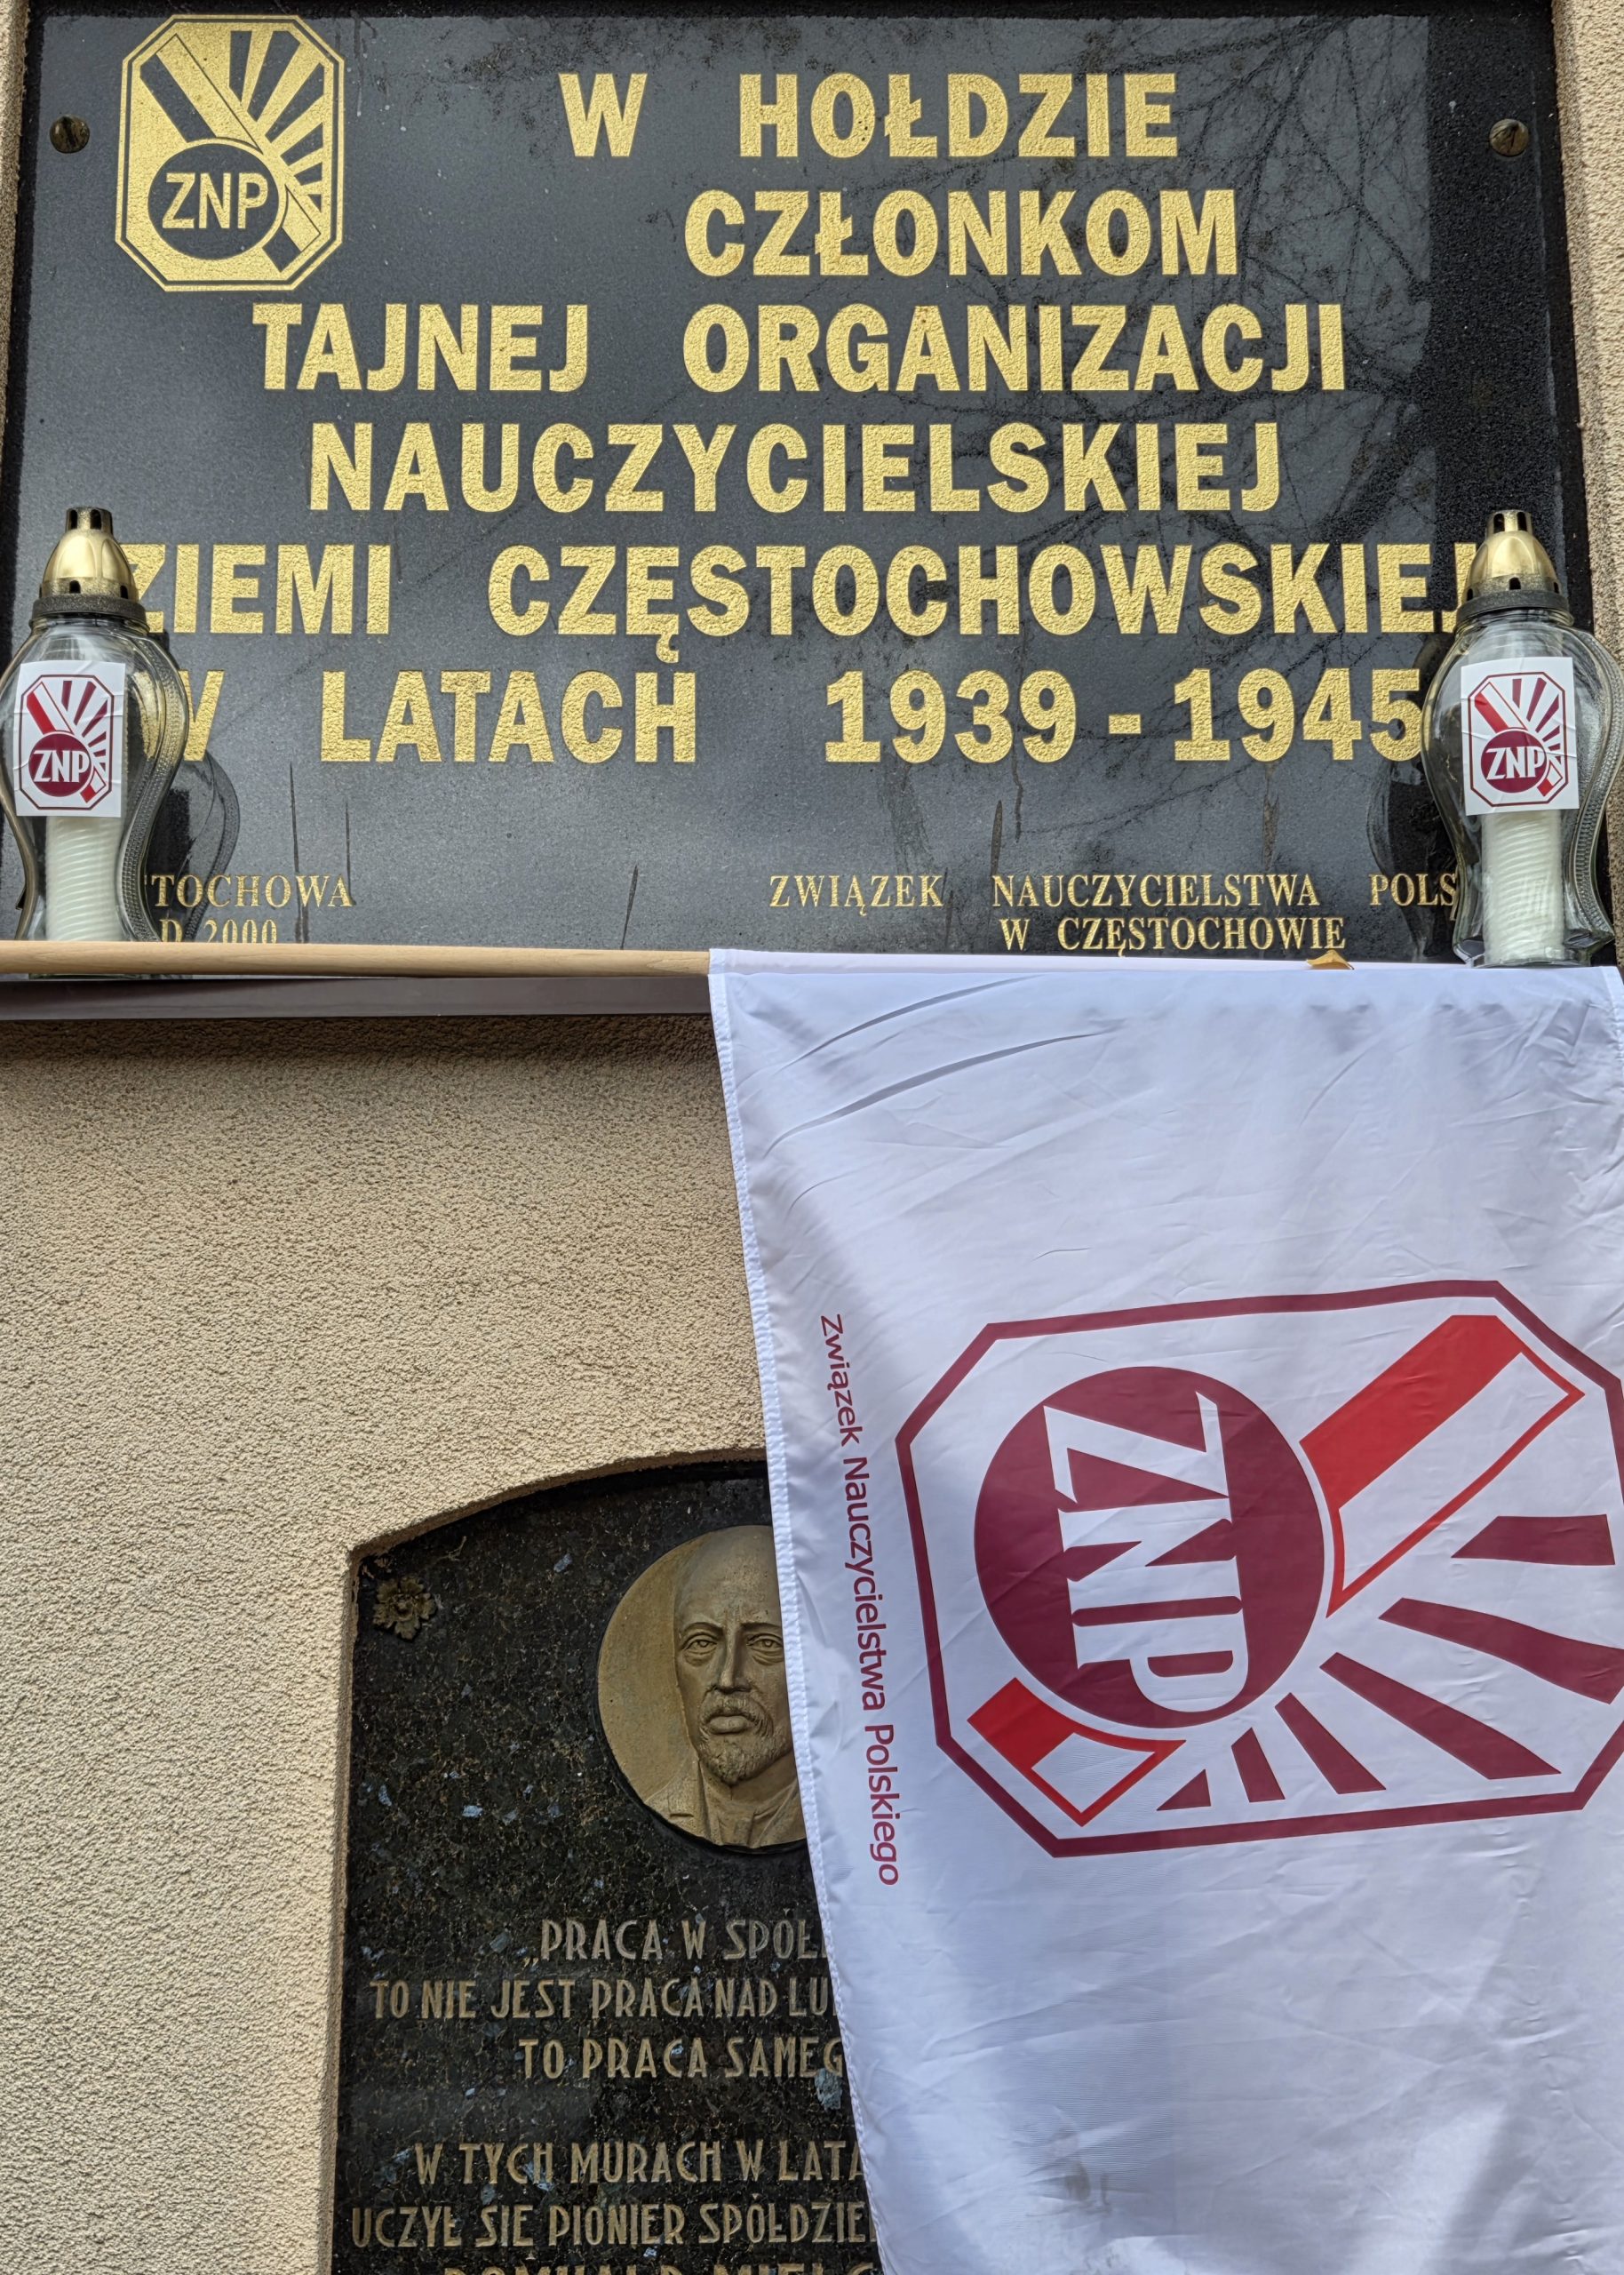 ZNP
W HOŁDZIE
CZŁONKOM
TAJNEJ ORGANIZACJI
NAUCZYCIELSKIEJ
ZIEMI CZĘSTOCHOWSKIEJ
W LATACH 1939 - 1945
ZNP
ZNP
TOCHOWA
2000
ZWIĄZEK NAUCZYCIELSTWA POLS
W CZĘSTOCHOWIE
ZNP
Związek Nauczycielstwa Polskiego
„PRACA W SPÓŁ
TO NIE JEST PRACA NAD LU
TO PRACA SAMEG
W TYCH MURACH W LATA
UCZYŁ SIĘ PIONIER SPÓŁDZIE